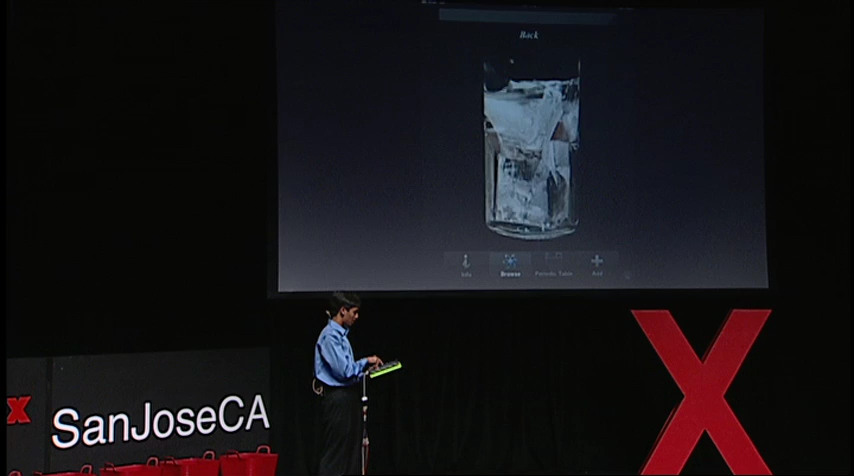 Back
Info
Browse
Periodic Table
Add
x
SanJoseCA
X